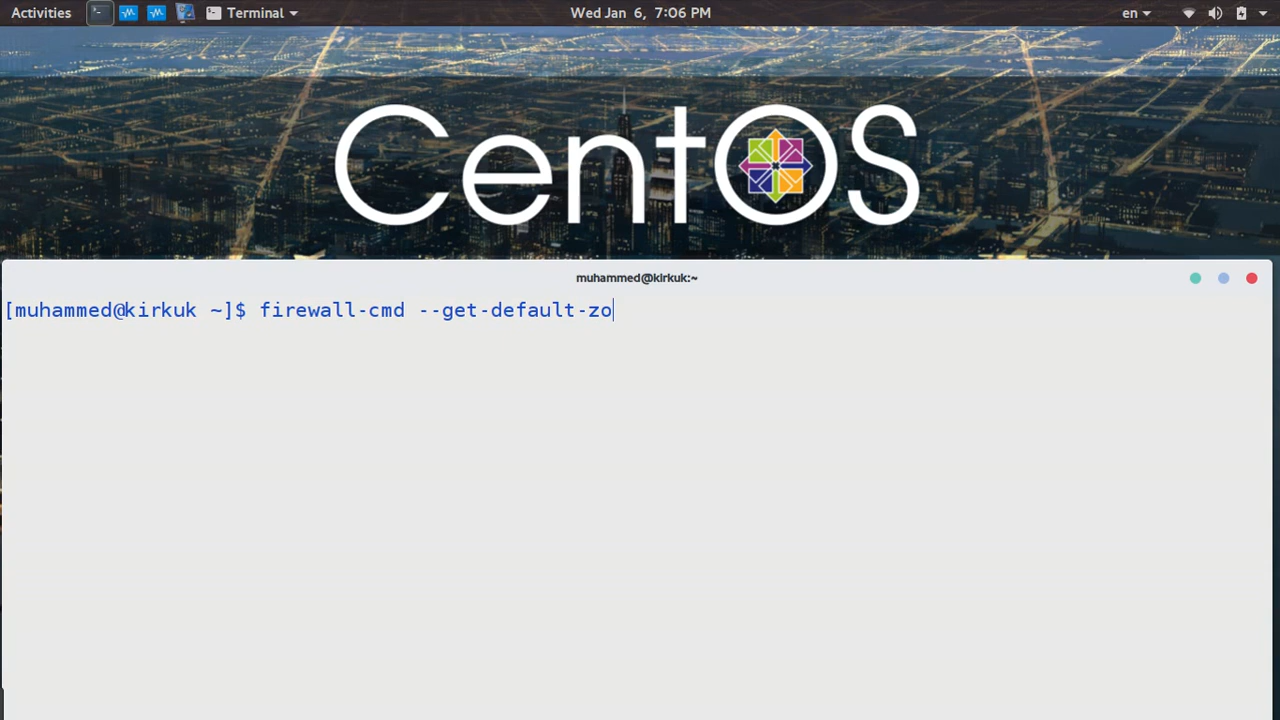 Activities
Terminal
Wed Jan 6, 7:06 PM
en
CentOS
muhammed@kirkuk:~
[muhammed@kirkuk ~]$ firewall-cmd --get-default-zo